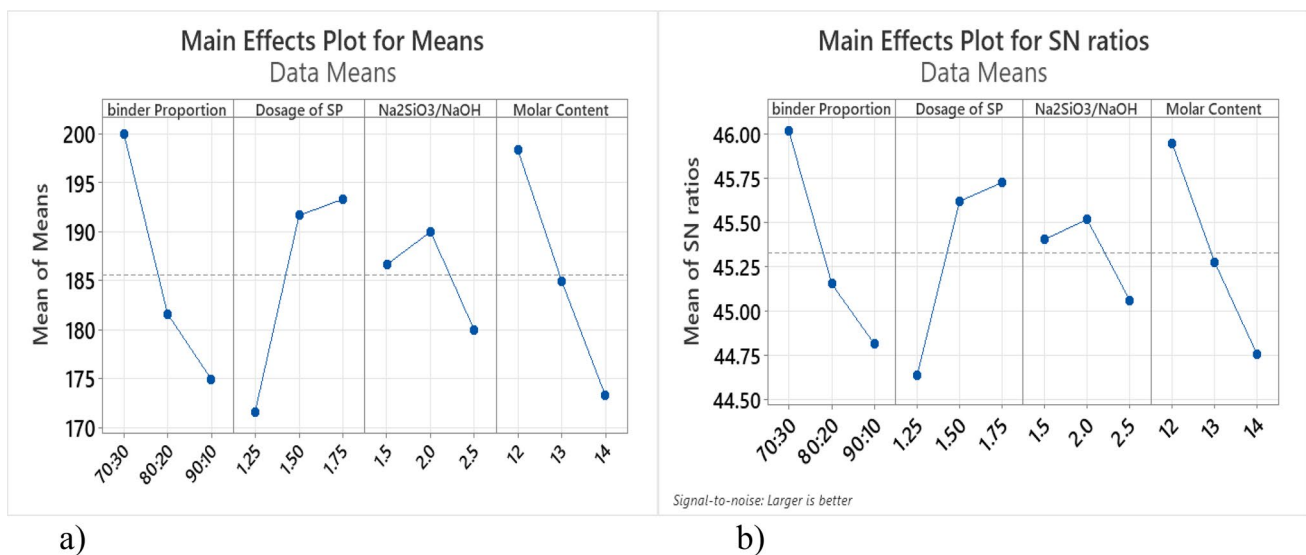 Main Effects Plot for Means
Data Means
binder Proportion Dosage of SP Na2SiO3/NaOH Molar Content
Mean of Means
200
195
190
185
180
175
170
70:30 80:20 90:10 1.25 1.50 1.75 1.5 2.0 2.5 12 13 14
a)
Main Effects Plot for SN ratios
Data Means
binder Proportion Dosage of SP Na2SiO3/NaOH Molar Content
Mean of SN ratios
46.00
45.75
45.50
45.25
45.00
44.75
44.50
70:30 80:20 90:10 1.25 1.50 1.75 1.5 2.0 2.5 12 13 14
Signal-to-noise: Larger is better
b)